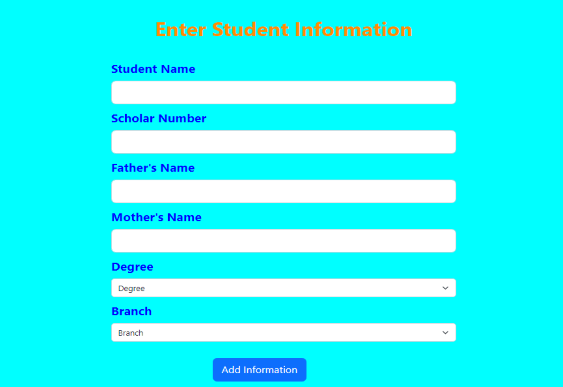 Enter Student Information
Student Name
Scholar Number
Father's Name
Mother's Name
Degree
Degree
Branch
Branch
Add Information